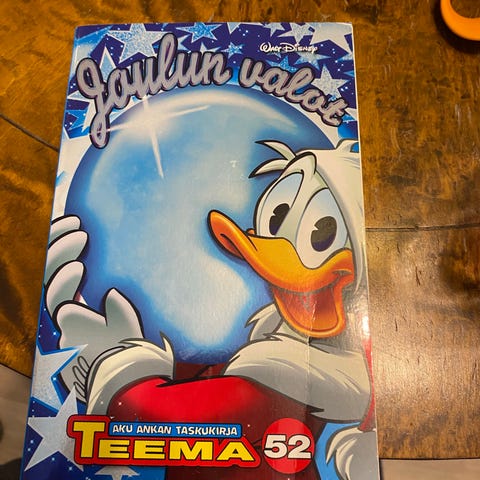 WALT DISNEY
Joulun valot
AKU ANKAN TASKUKIRJA
TEEMA 52